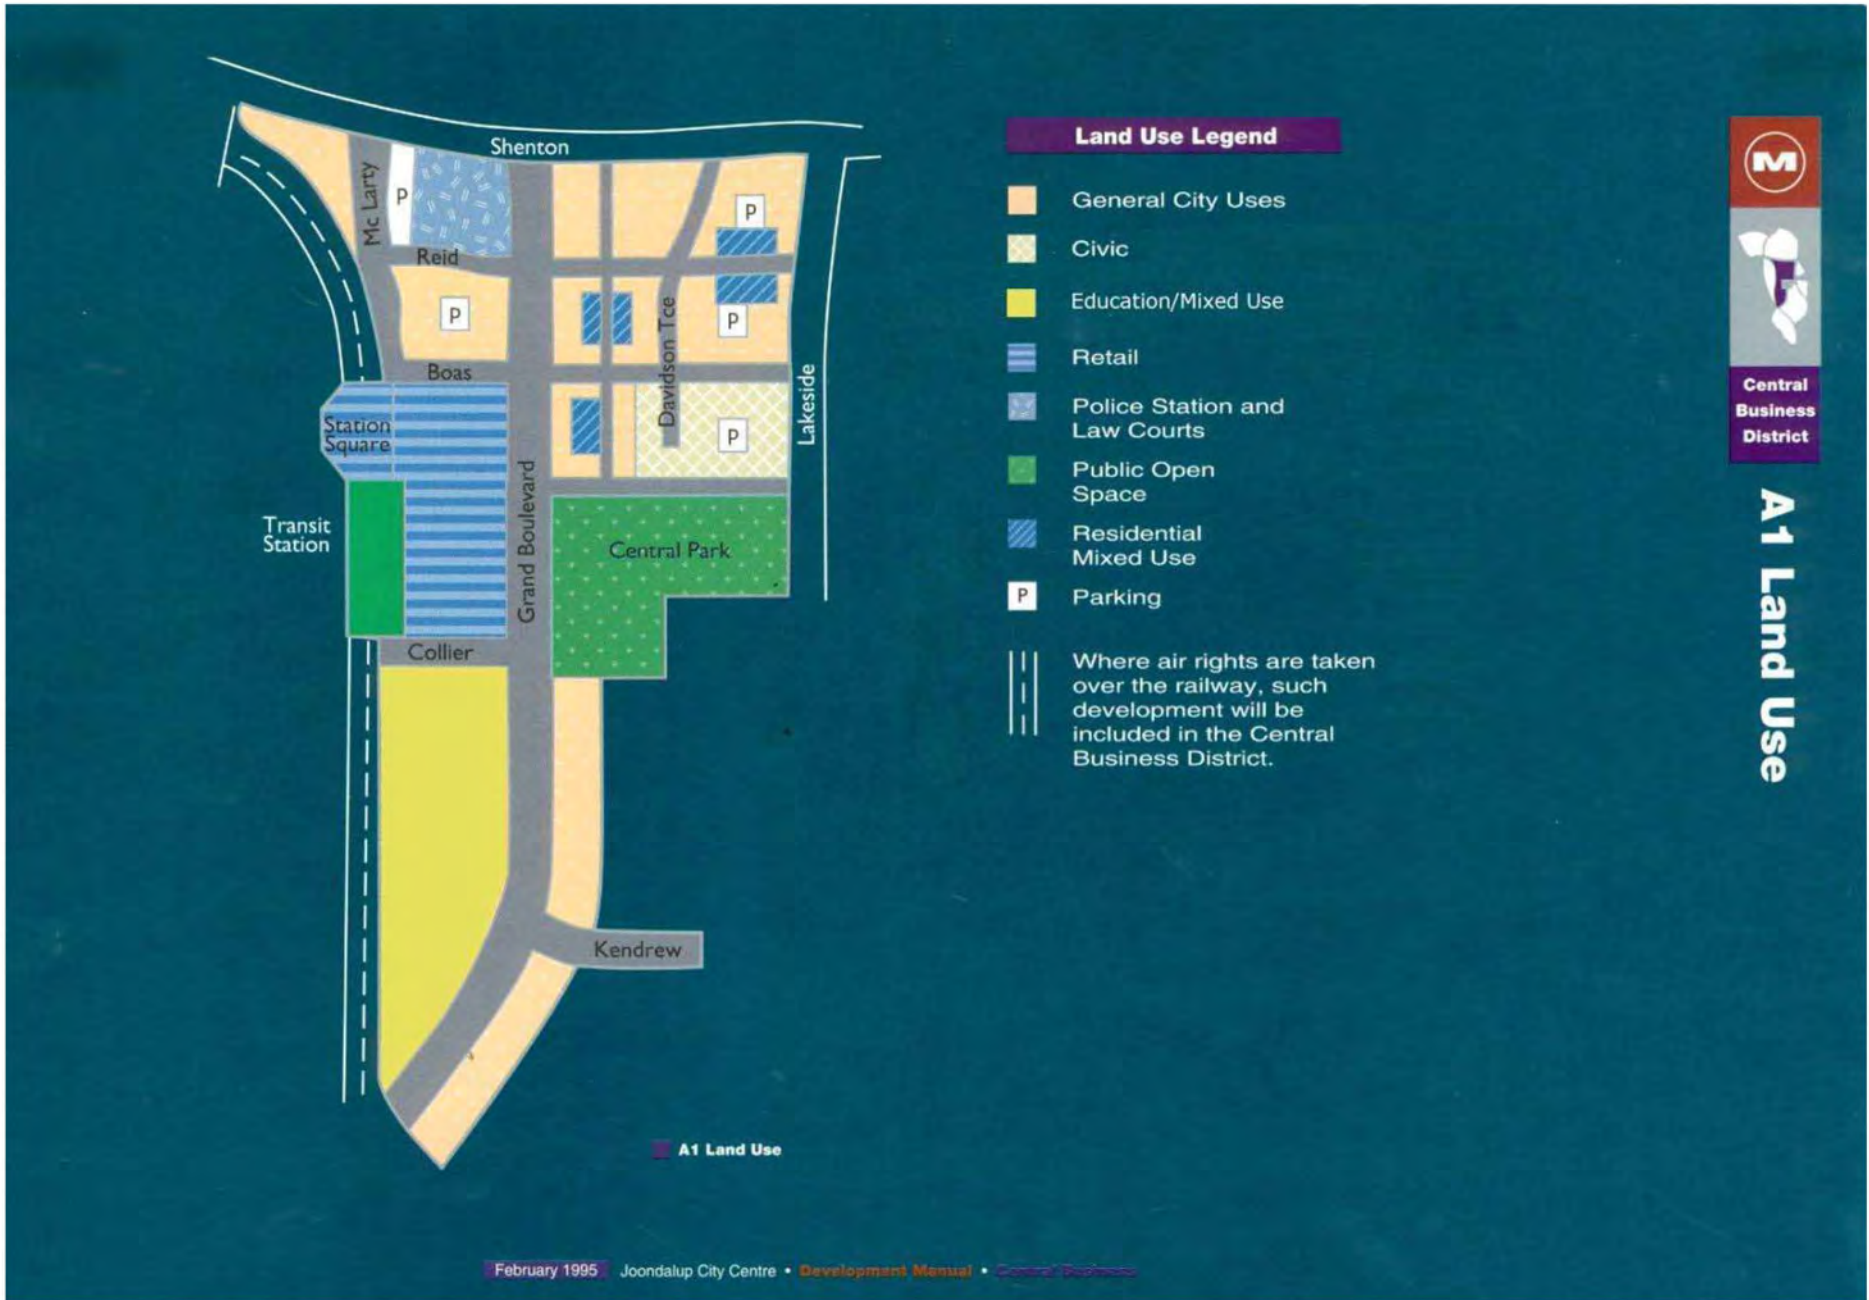 Shenton
Mc Larty
P
P
Reid
P
P
Davidson Tce
Boas
Lakeside
Station
Square
P
Grand Boulevard
Transit
Station
Central Park
Collier
Kendrew
A1 Land Use
Land Use Legend
General City Uses
Civic
Education/Mixed Use
Retail
Police Station and
Law Courts
Public Open
Space
Residential
Mixed Use
P
Parking
Where air rights are taken
over the railway, such
development will be
included in the Central
Business District.
M
Central
Business
District
A1 Land Use
February 1995 Joondalup City Centre • Development Manual • Central Business